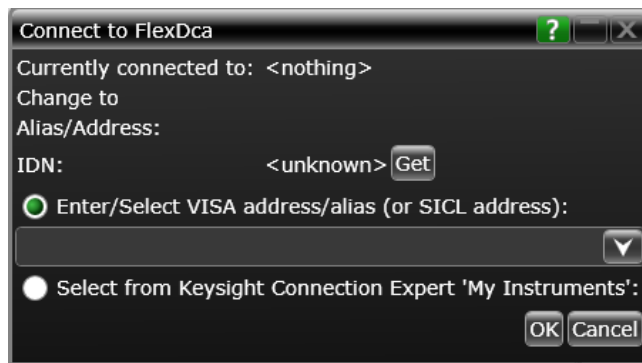 Connect to FlexDca
?
Currently connected to: <nothing>
Change to
Alias/Address:
IDN: <unknown> Get
Enter/Select VISA address/alias (or SICL address):
Select from Keysight Connection Expert 'My Instruments':
OK Cancel